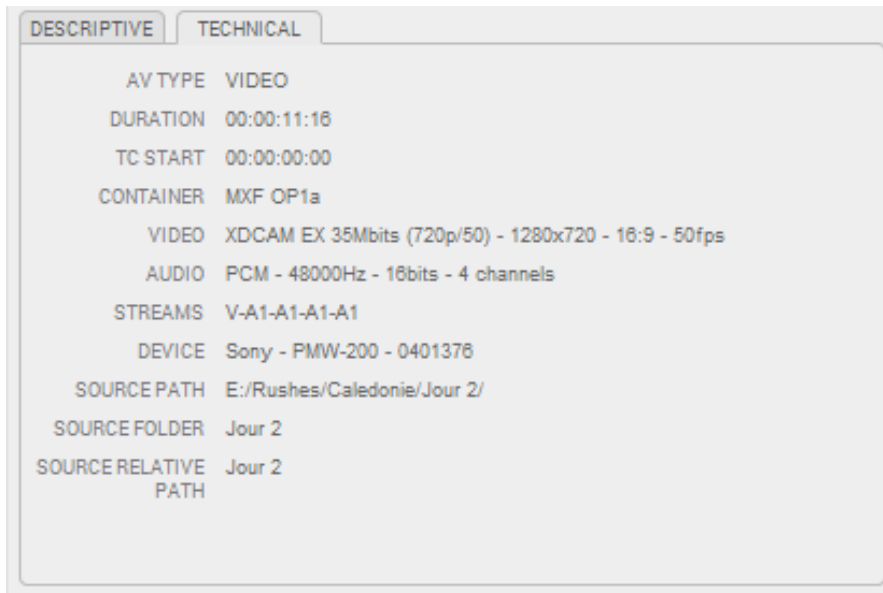 DESCRIPTIVE TECHNICAL
AV TYPE VIDEO
DURATION 00:00:11:16
TC START 00:00:00:00
CONTAINER MXF OP1a
VIDEO XDCAM EX 35Mbits (720p/50) - 1280x720 - 16:9 - 50fps
AUDIO PCM - 48000Hz - 16bits - 4 channels
STREAMS V-A1-A1-A1-A1
DEVICE Sony - PMW-200 - 0401376
SOURCE PATH E:/Rushes/Caledonie/Jour 2/
SOURCE FOLDER Jour 2
SOURCE RELATIVE Jour 2
PATH